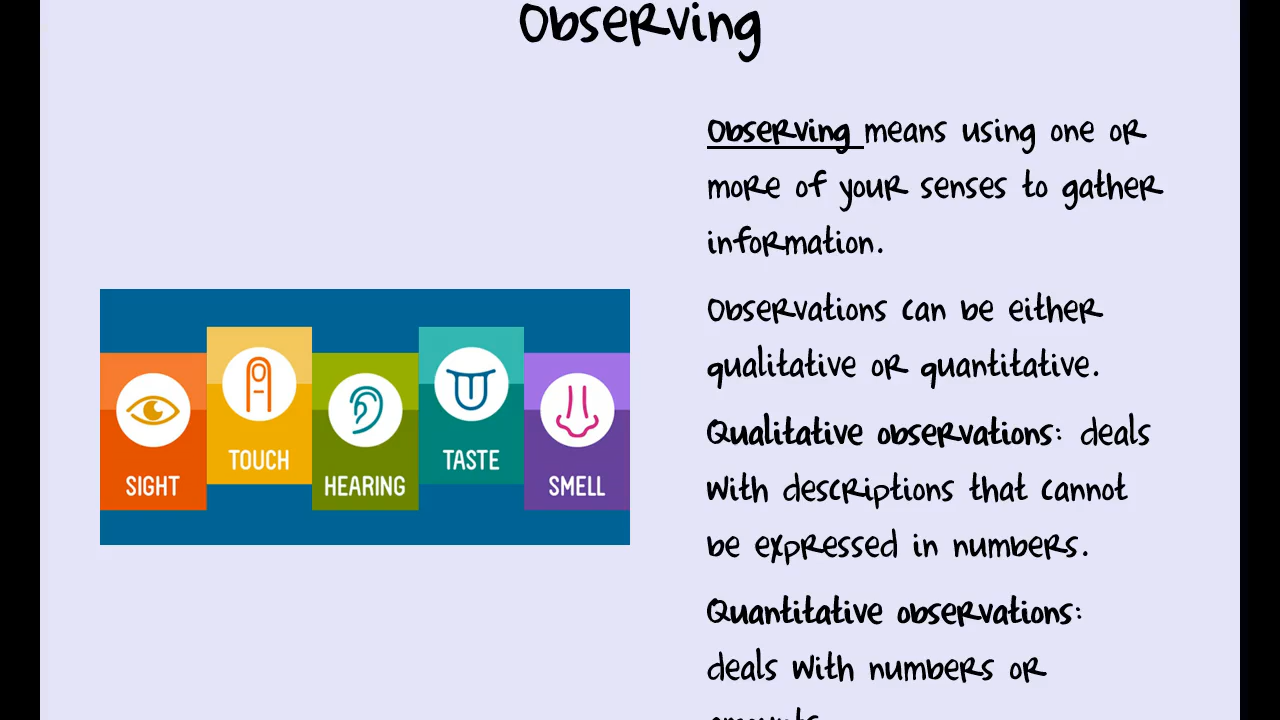 Observing
Observing means using one or
more of your senses to gather
information.
Observations can be either
qualitative or quantitative.
Qualitative observations: deals
with descriptions that cannot
be expressed in numbers.
Quantitative observations:
deals with numbers or
SIGHT
TOUCH
HEARING
TASTE
SMELL